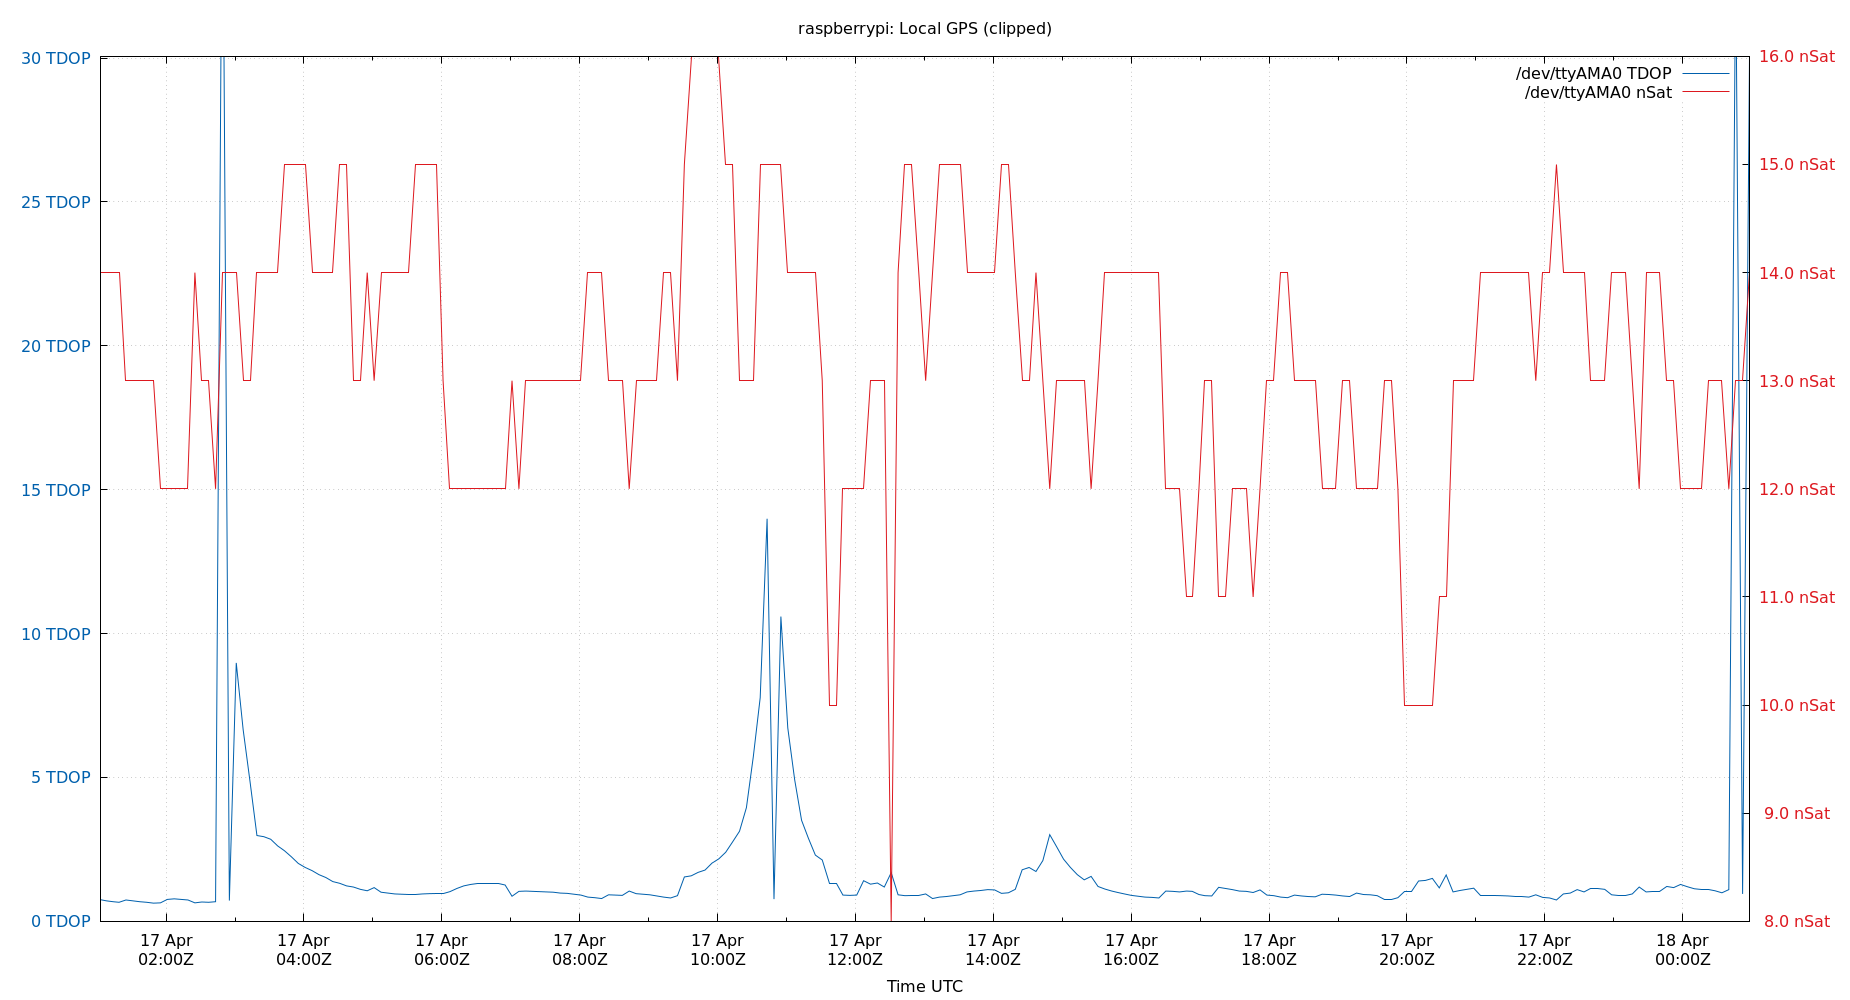 raspberrypi: Local GPS (clipped)
30 TDOP
25 TDOP
20 TDOP
15 TDOP
10 TDOP
5 TDOP
0 TDOP
16.0 nSat
15.0 nSat
14.0 nSat
13.0 nSat
12.0 nSat
11.0 nSat
10.0 nSat
9.0 nSat
8.0 nSat
/dev/ttyAMA0 TDOP
/dev/ttyAMA0 nSat
17 Apr
02:00Z
17 Apr
04:00Z
17 Apr
06:00Z
17 Apr
08:00Z
17 Apr
10:00Z
17 Apr
12:00Z
17 Apr
14:00Z
17 Apr
16:00Z
17 Apr
18:00Z
17 Apr
20:00Z
17 Apr
22:00Z
18 Apr
00:00Z
Time UTC